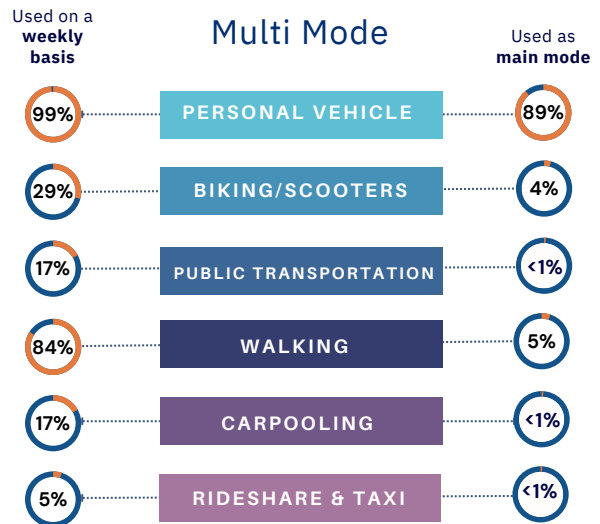 Used on a
weekly
basis
Multi Mode
Used as
main mode
99%
PERSONAL VEHICLE
89%
29%
BIKING/SCOOTERS
4%
17%
PUBLIC TRANSPORTATION
<1%
84%
WALKING
5%
17%
CARPOOLING
<1%
5%
RIDESHARE & TAXI
<1%